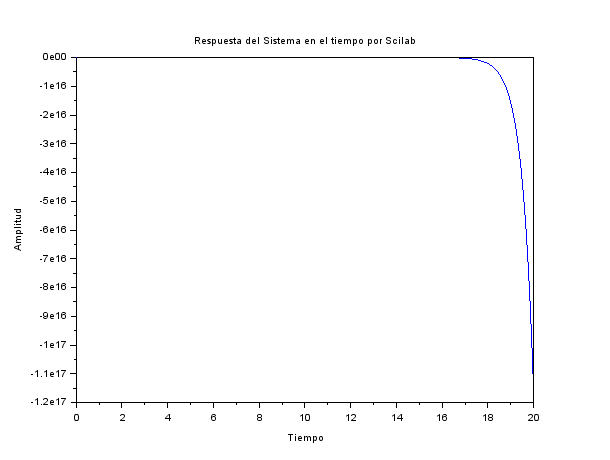 Respuesta del Sistema en el tiempo por Scilab
0e00
-1e16
-2e16
-3e16
-4e16
-5e16
-6e16
-7e16
-8e16
-9e16
-1e17
-1.1e17
-1.2e17
Amplitud
0 2 4 6 8 10 12 14 16 18 20
Tiempo